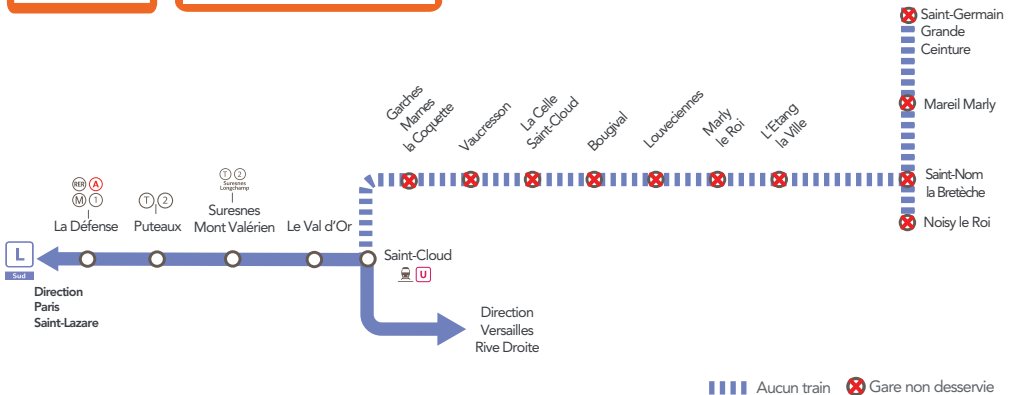 Saint-Germain
Grande
Ceinture
Mareil Marly
Saint-Nom
la Bretèche
Noisy le Roi
Garches
Marnes
la Coquette
Vaucresson
La Celle
Saint-Cloud
Bougival
Louveciennes
Marly
le Roi
L'Etang
la Ville
RER A
M 1
La Défense
T 2
Puteaux
T 2
Suresnes
Longchamp
Suresnes
Mont Valérien
Le Val d'Or
Saint-Cloud
U
L
Sud
Direction
Paris
Saint-Lazare
Direction
Versailles
Rive Droite
Aucun train
Gare non desservie